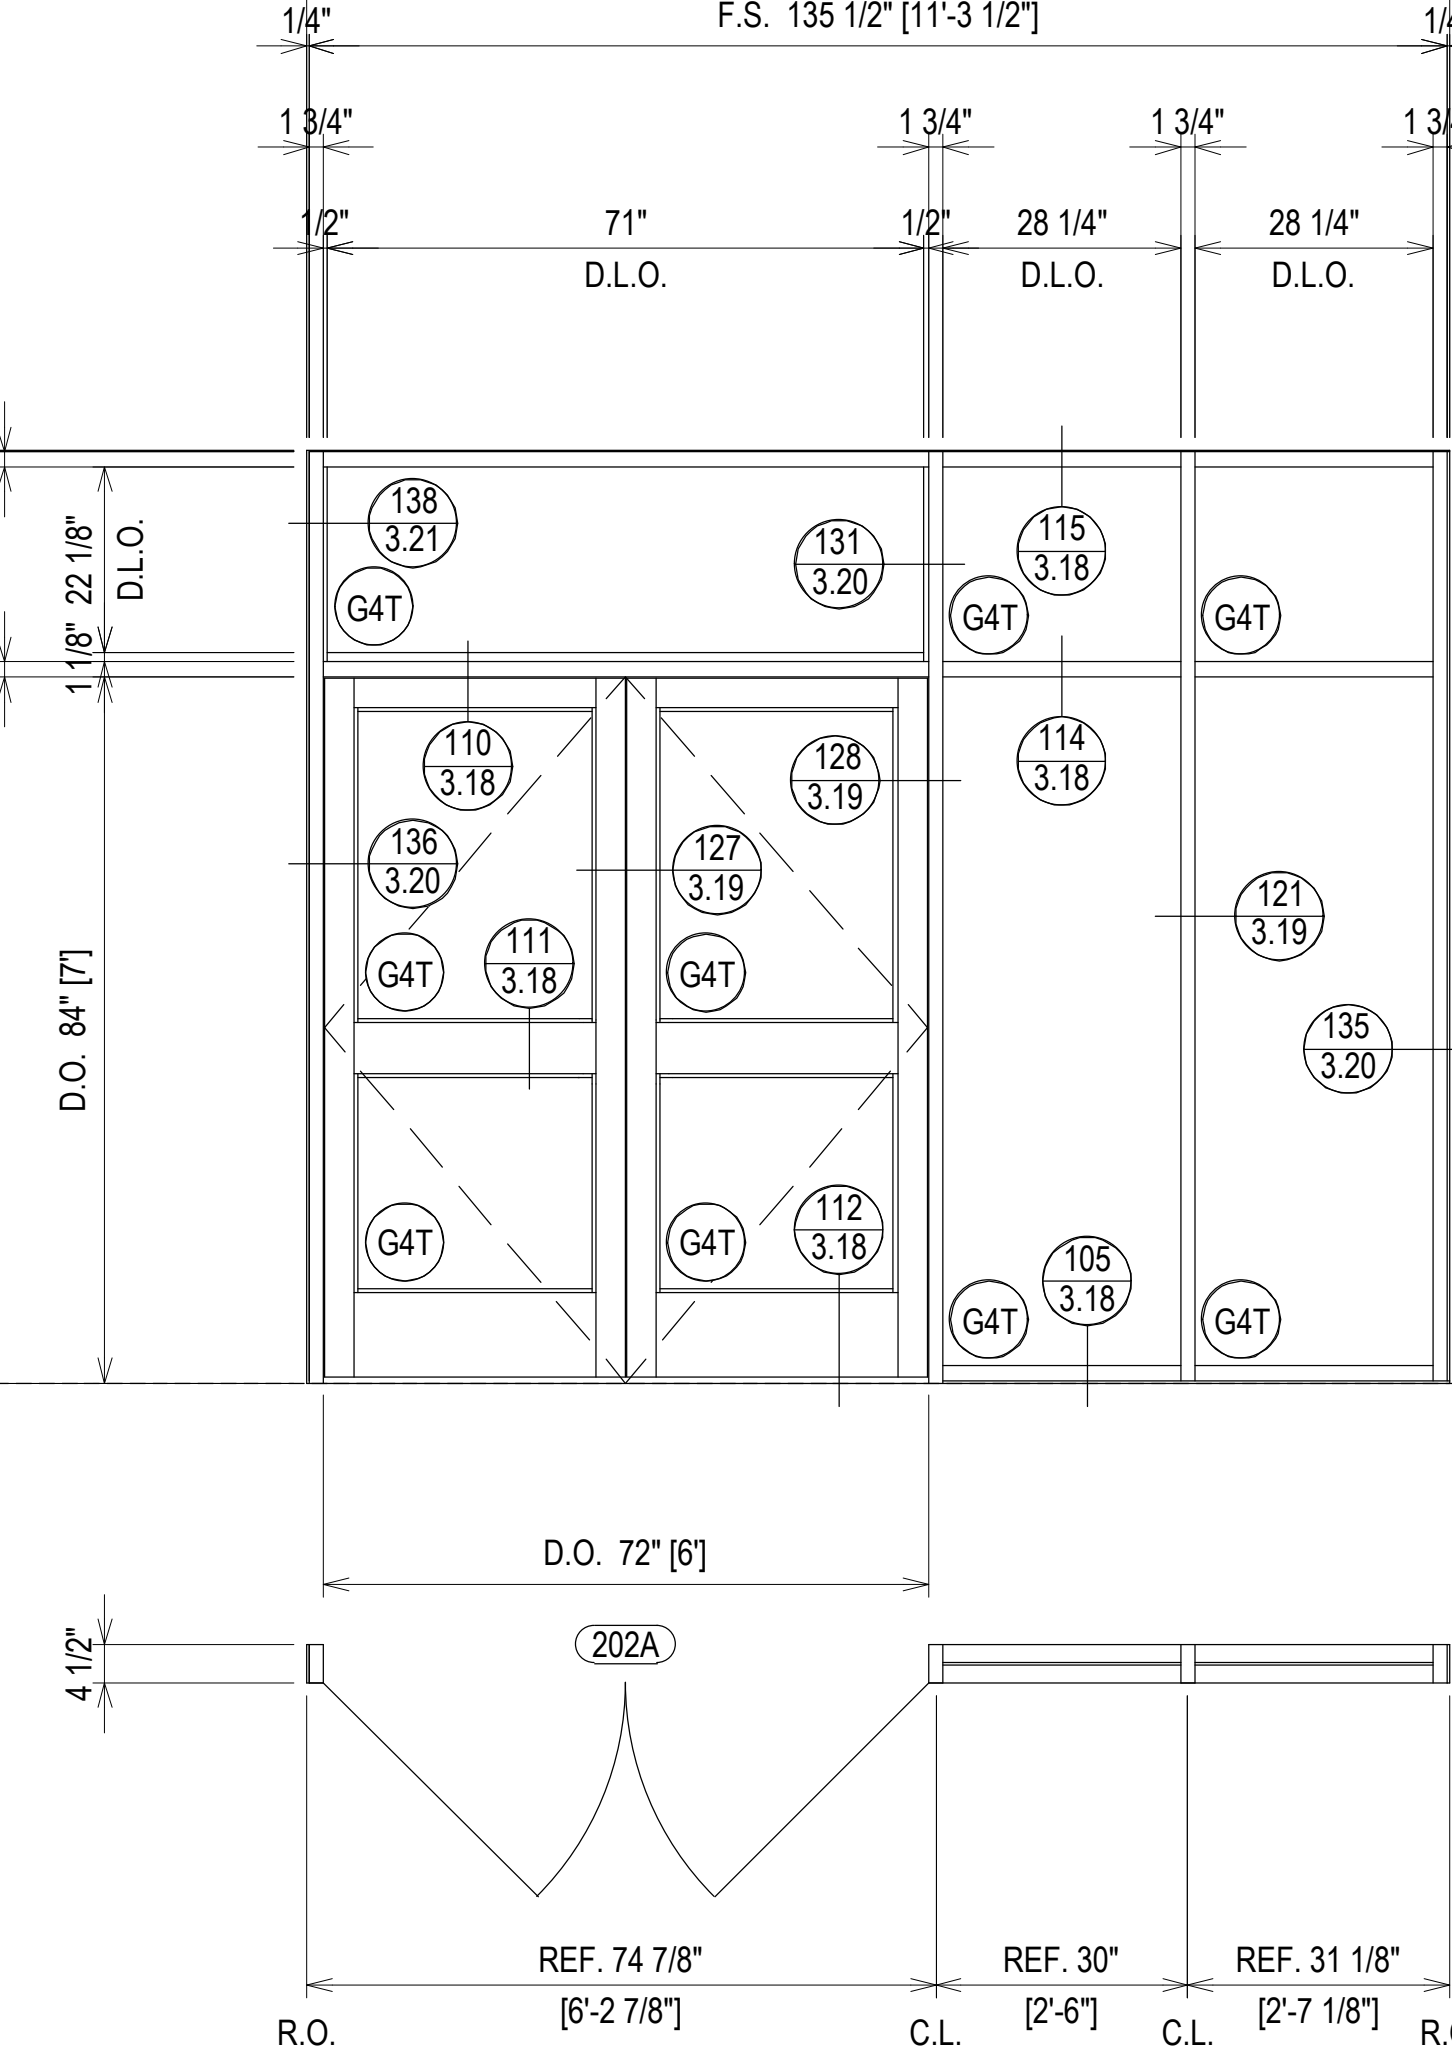 F.S. 135 1/2" [11'-3 1/2"]
1/4"
1 3/4" 1 3/4" 1 3/4"
1/2" 71" 1/2" 28 1/4" 28 1/4"
D.L.O. D.L.O. D.L.O.
138
3.21
131
3.20
115
3.18
G4T G4T G4T
22 1/8"
D.L.O.
1 1/8"
110
3.18
128
3.19
114
3.18
136
3.20
127
3.19
121
3.19
111
3.18
G4T G4T
D.O. 84" [7']
135
3.20
112
3.18
G4T G4T
105
3.18
G4T G4T
D.O. 72" [6']
4 1/2"
202A
REF. 74 7/8" REF. 30" REF. 31 1/8"
[6'-2 7/8"] [2'-6"] [2'-7 1/8"]
R.O. C.L. C.L.